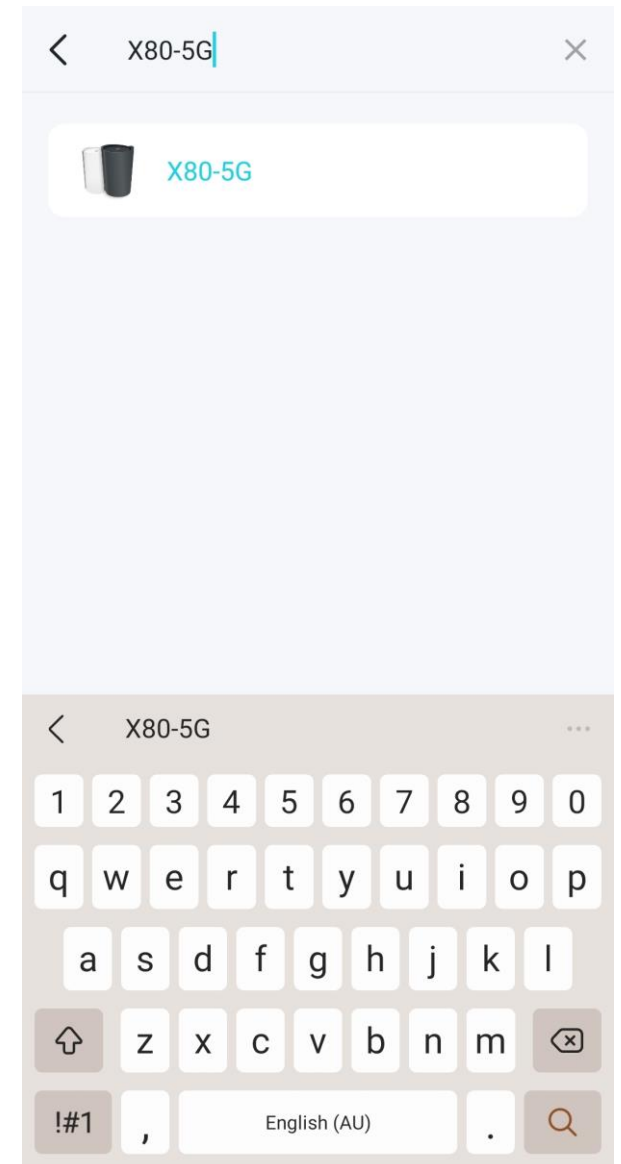 X80-5G
X80-5G
X80-5G
1 2 3 4 5 6 7 8 9 0
q w e r t y u i o p
a s d f g h j k l
z x c v b n m
!#1 , English (AU) .